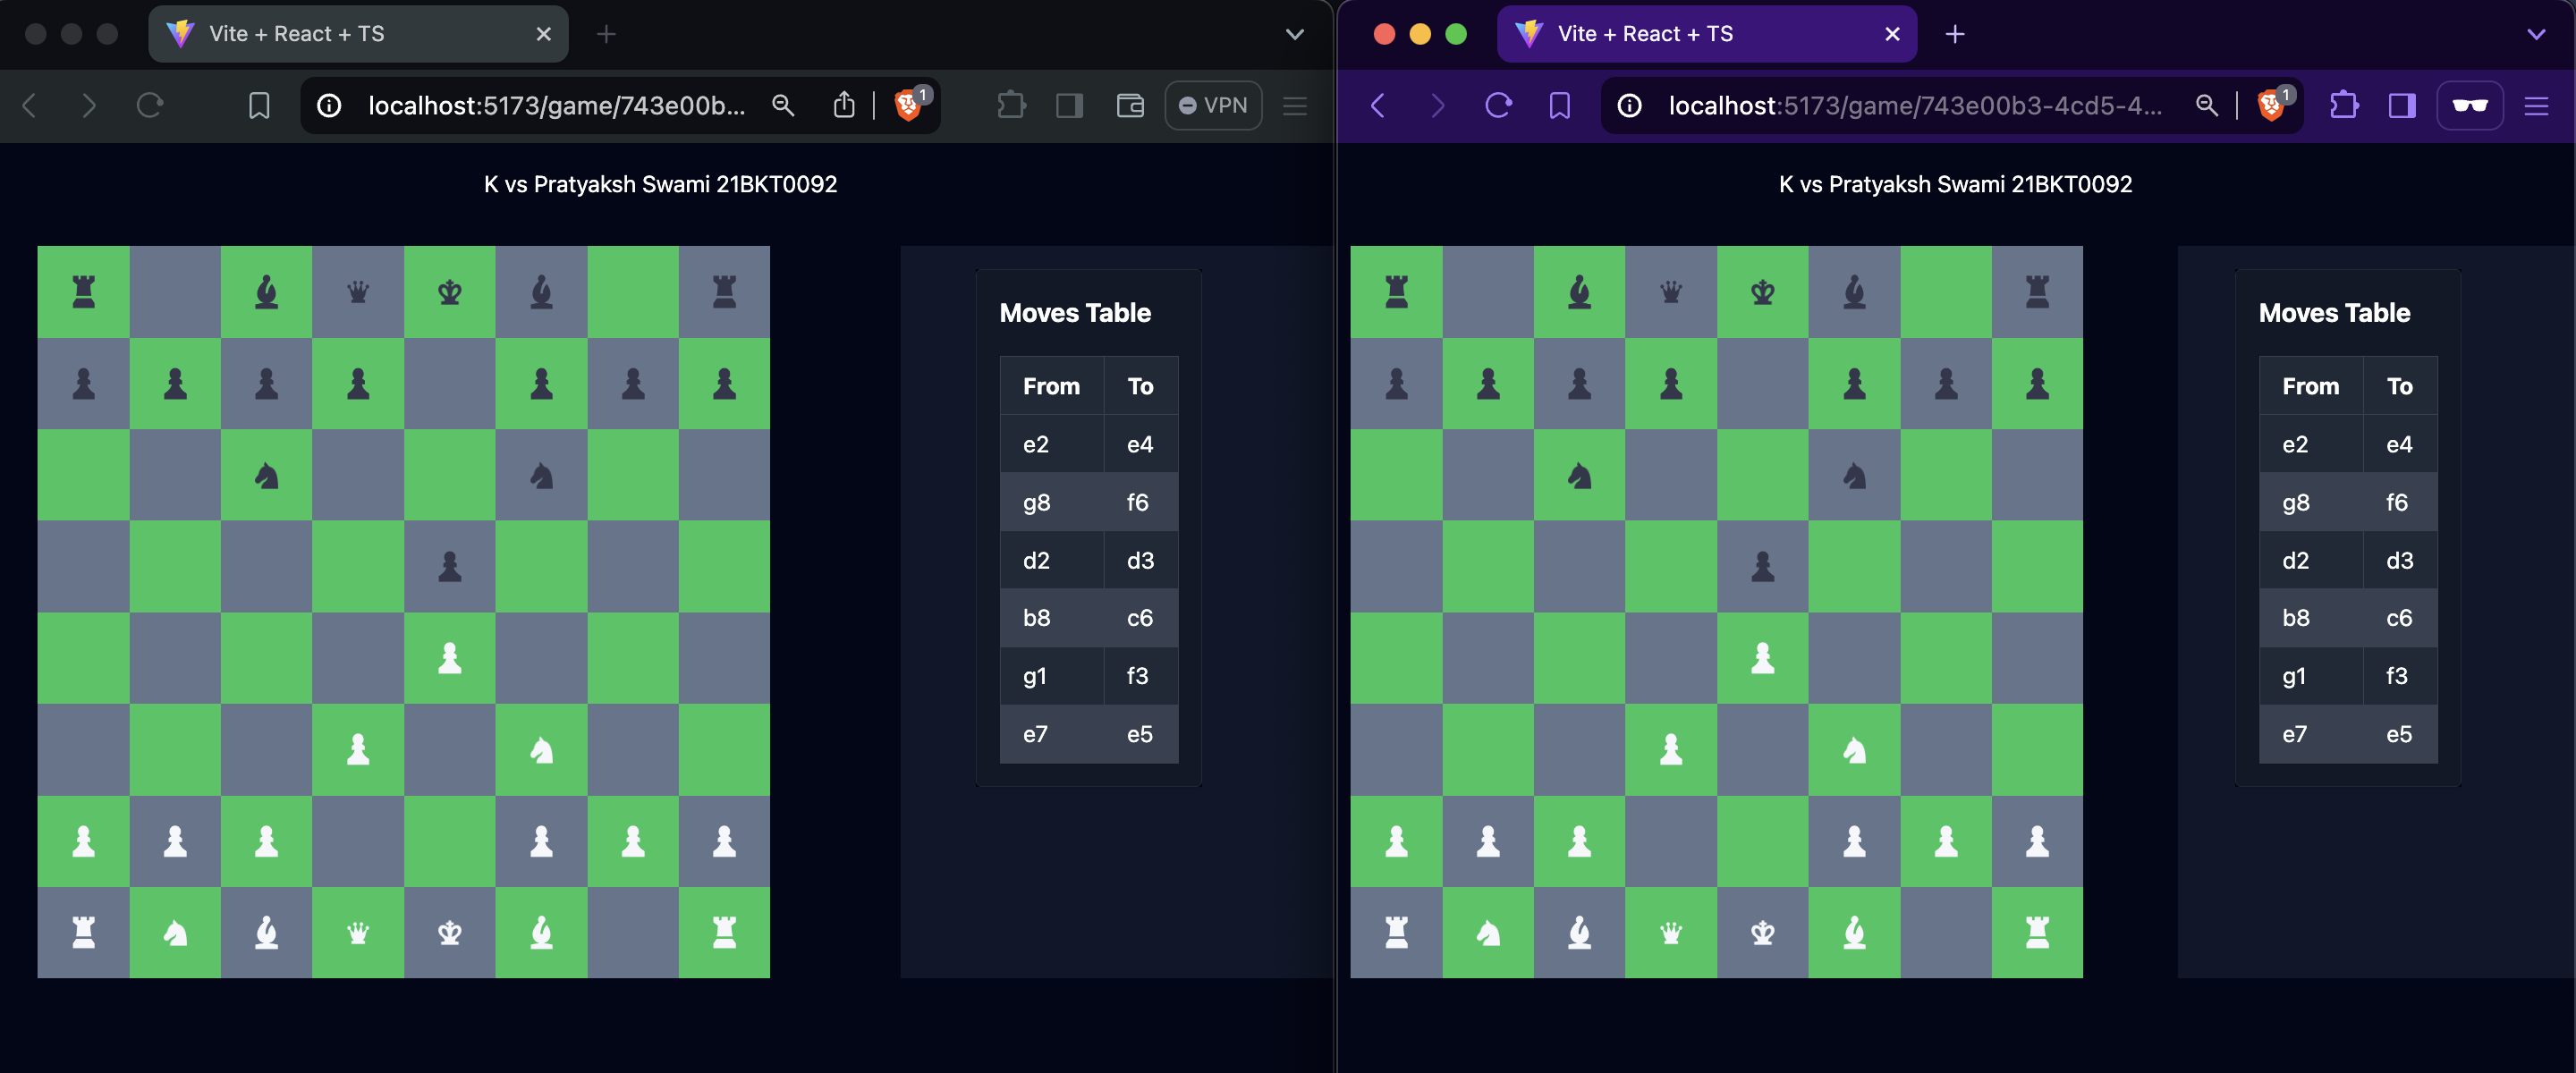 Vite + React + TS
localhost:5173/game/743e00b...
1
VPN
K vs Pratyaksh Swami 21BKT0092
Moves Table
From To
e2 e4
g8 f6
d2 d3
b8 c6
g1 f3
e7 e5
Vite + React + TS
localhost:5173/game/743e00b3-4cd5-4...
1
K vs Pratyaksh Swami 21BKT0092
Moves Table
From To
e2 e4
g8 f6
d2 d3
b8 c6
g1 f3
e7 e5